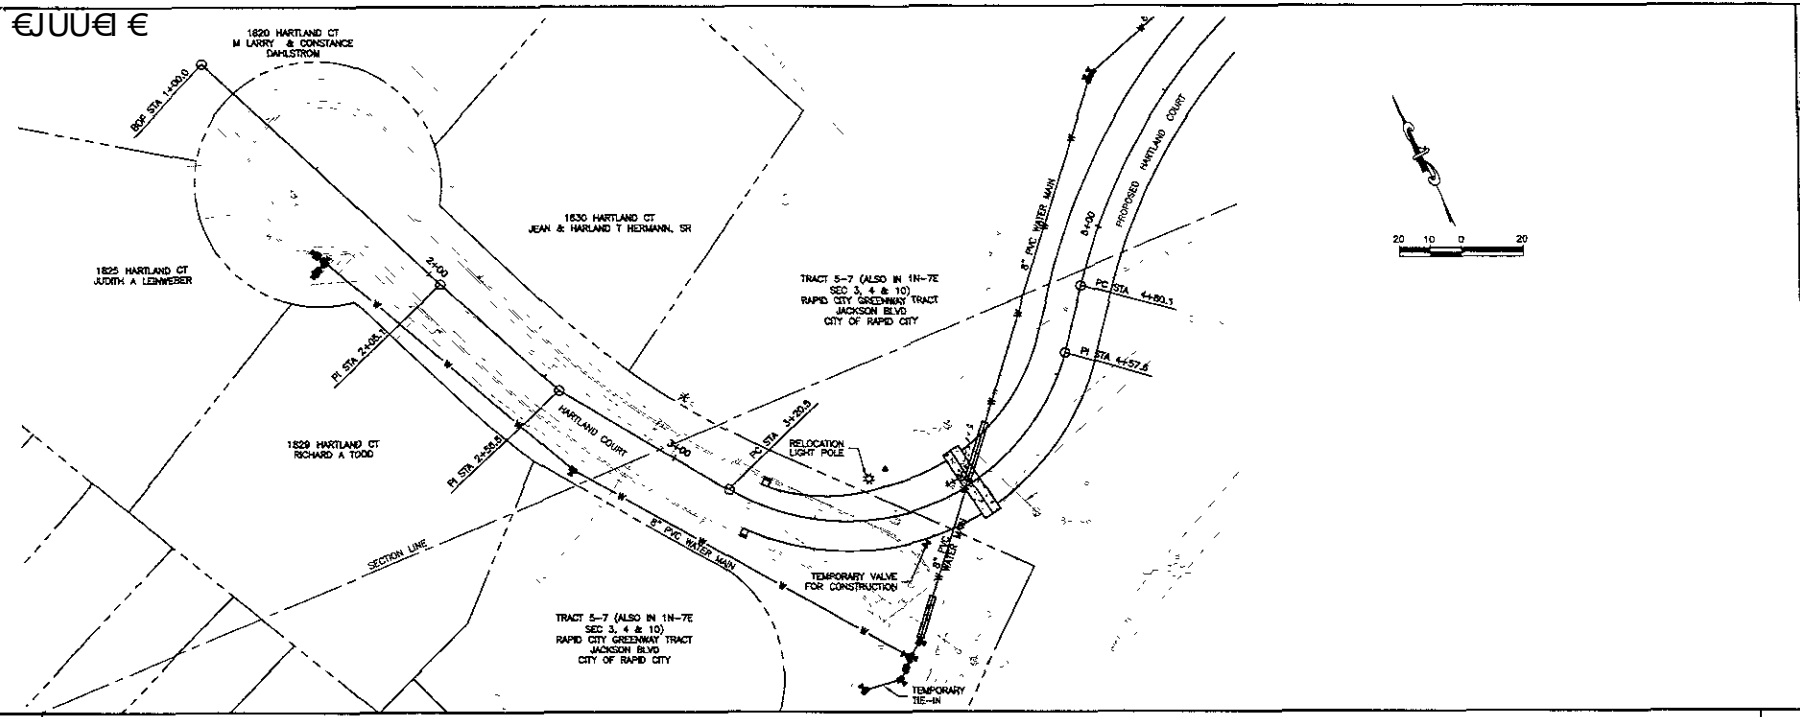 €JUU€I €
1820 HARTLAND CT
M LARRY & CONSTANCE
DAHLSTROM
BOP STA 1+00.0
1830 HARTLAND CT
JEAN & HARLAND T HERMANN, SR
1825 HARTLAND CT
JUDITH A LEINWEBER
2+00
PI STA 2+05.1
TRACT 5-7 (ALSO IN 1N-7E
SEC 3, 4 & 10)
RAPID CITY GREENWAY TRACT
JACKSON BLVD
CITY OF RAPID CITY
8" PVC WATER MAIN
5+00
PROPOSED HARTLAND COURT
20 10 0 20
PC STA 4+80.1
PI STA 4+57.6
HARTLAND COURT
3+00
PC STA 3+20.5
RELOCATION
LIGHT POLE
1829 HARTLAND CT
RICHARD A TODD
PI STA
SECTION LINE
8" PVC WATER MAIN
8" PVC
WATER MAIN
TEMPORARY VALVE
FOR CONSTRUCTION
TRACT 5-7 (ALSO IN 1N-7E
SEC 3, 4 & 10)
RAPID CITY GREENWAY TRACT
JACKSON BLVD
CITY OF RAPID CITY
TEMPORARY
TIE-IN